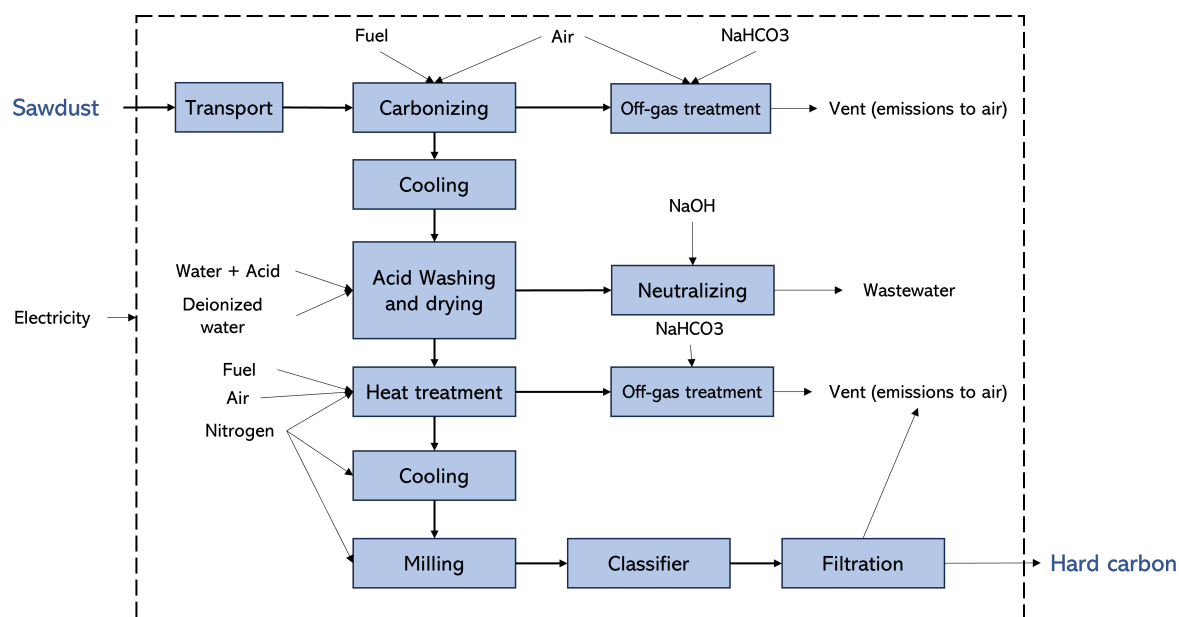 Fuel
Air
NaHCO3
Sawdust
Transport
Carbonizing
Off-gas treatment
Vent (emissions to air)
Cooling
NaOH
Water + Acid
Deionized
water
Acid Washing
and drying
Neutralizing
Wastewater
Electricity
NaHCO3
Fuel
Air
Nitrogen
Heat treatment
Off-gas treatment
Vent (emissions to air)
Cooling
Milling
Classifier
Filtration
Hard carbon